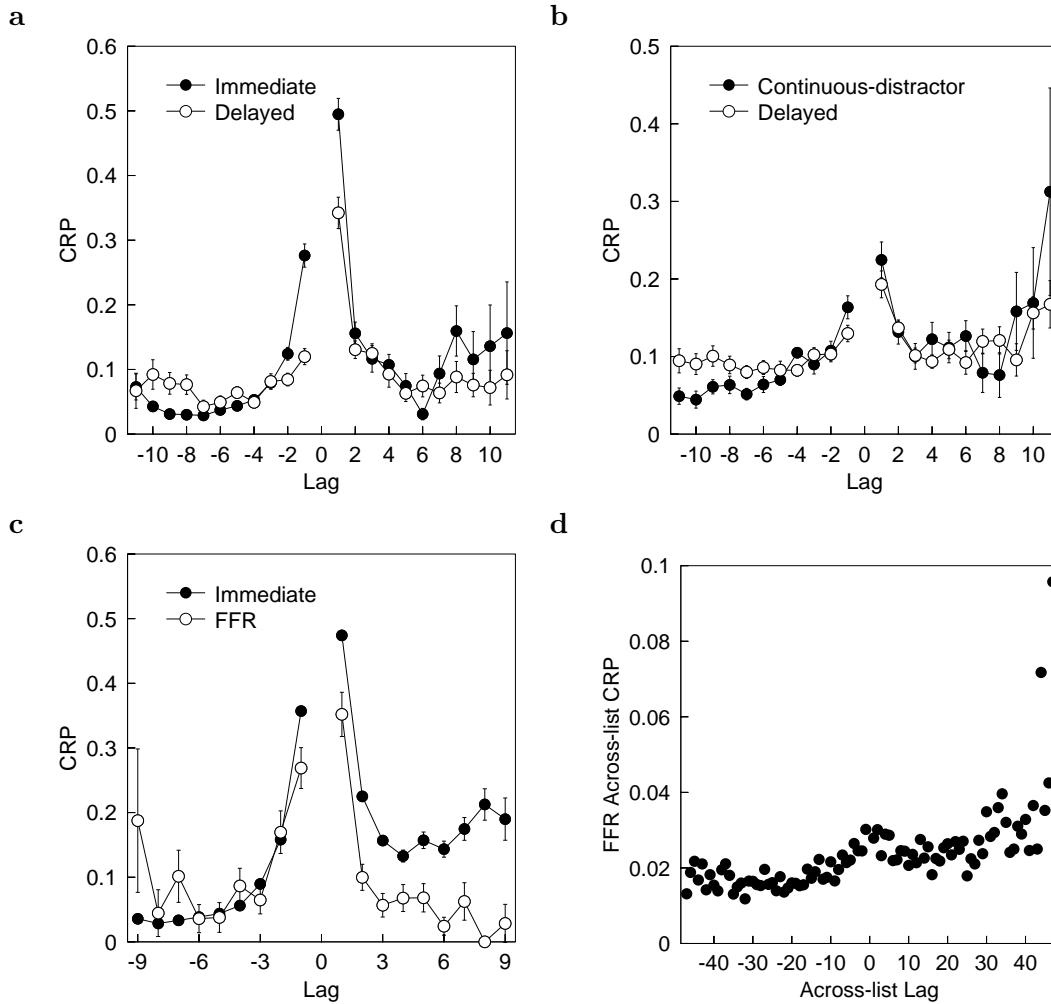 a
0.6
0.5
0.4
0.3
0.2
0.1
0
CRP
Immediate
Delayed
-10 -8 -6 -4 -2 0 2 4 6 8 10
Lag
b
0.5
0.4
0.3
0.2
0.1
0
CRP
Continuous-distractor
Delayed
-10 -8 -6 -4 -2 0 2 4 6 8 10
Lag
c
0.6
0.5
0.4
0.3
0.2
0.1
0
CRP
Immediate
FFR
-9 -6 -3 0 3 6 9
Lag
d
0.1
0.08
0.06
0.04
0.02
0
FFR Across-list CRP
-40 -30 -20 -10 0 10 20 30 40
Across-list Lag